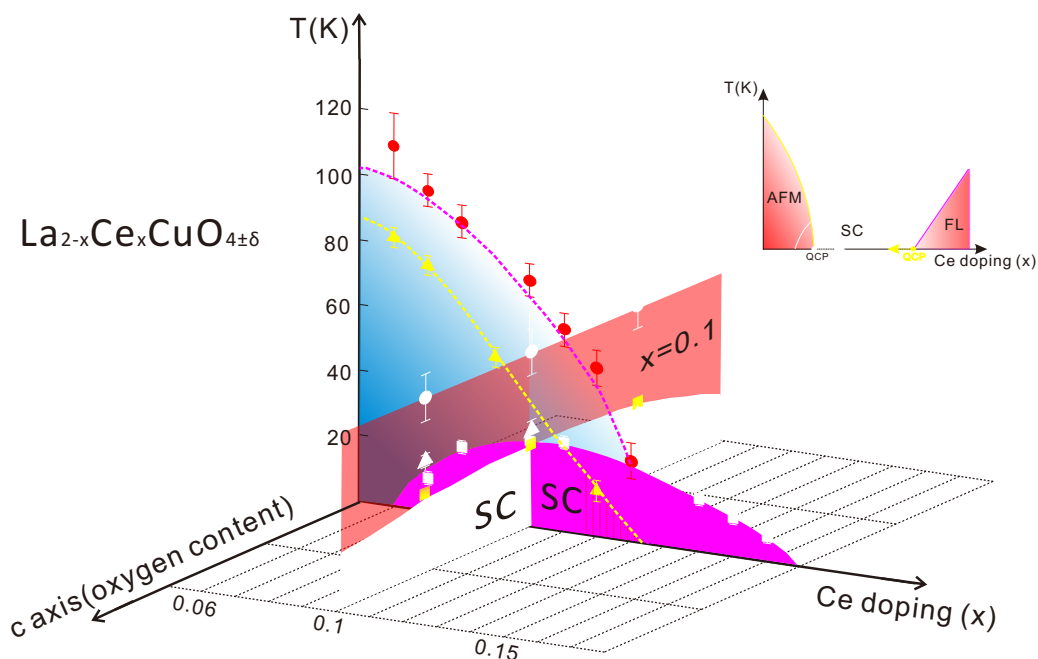 T(K)
120
100
80
60
40
20
La2-xCexCuO4±δ
T(K)
AFM
SC
FL
QCP
QCP
Ce doping (x)
x=0.1
SC
SC
c axis(oxygen content)
Ce doping (x)
0.06
0.1
0.15